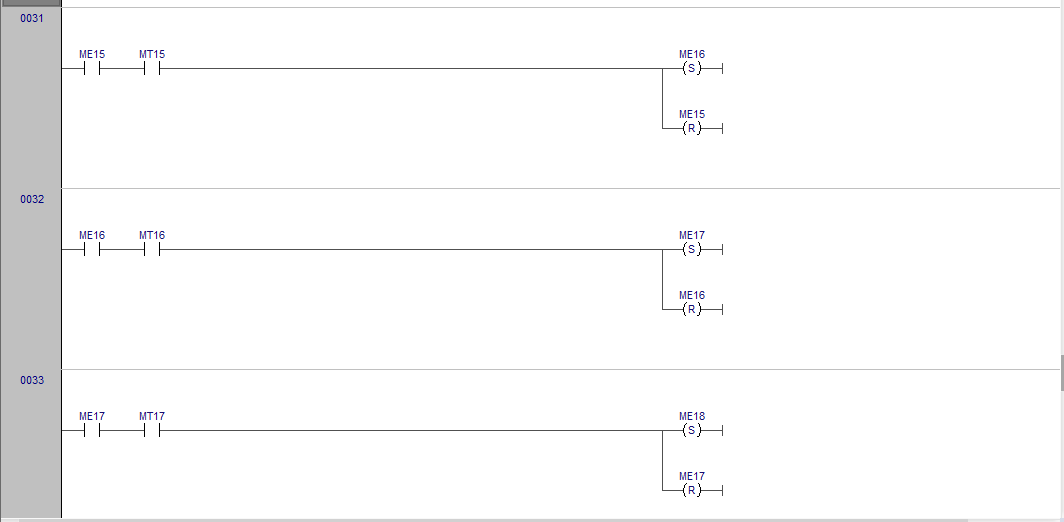 0031
ME15 MT15 ME16
S
ME15
R
0032
ME16 MT16 ME17
S
ME16
R
0033
ME17 MT17 ME18
S
ME17
R